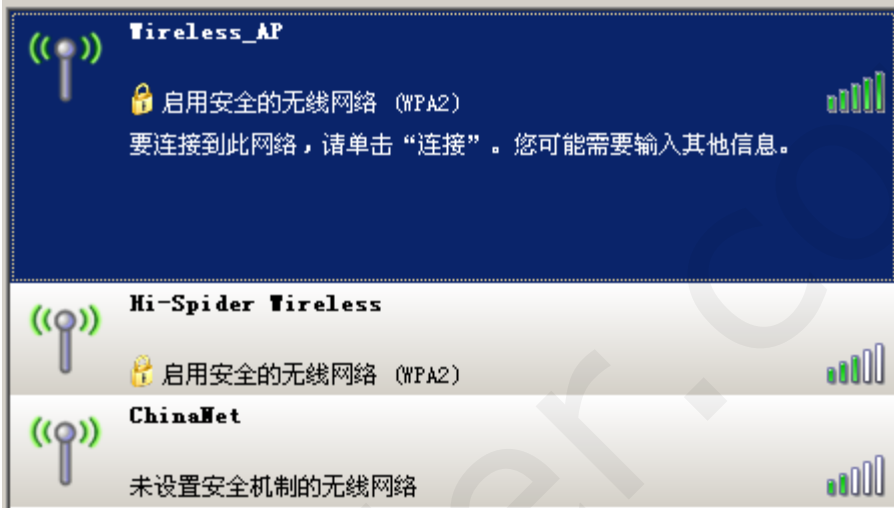 Wireless_AP
启用安全的无线网络 (WPA2)
要连接到此网络，请单击“连接”。您可能需要输入其他信息。
Hi-Spider Wireless
启用安全的无线网络 (WPA2)
ChinaNet
未设置安全机制的无线网络